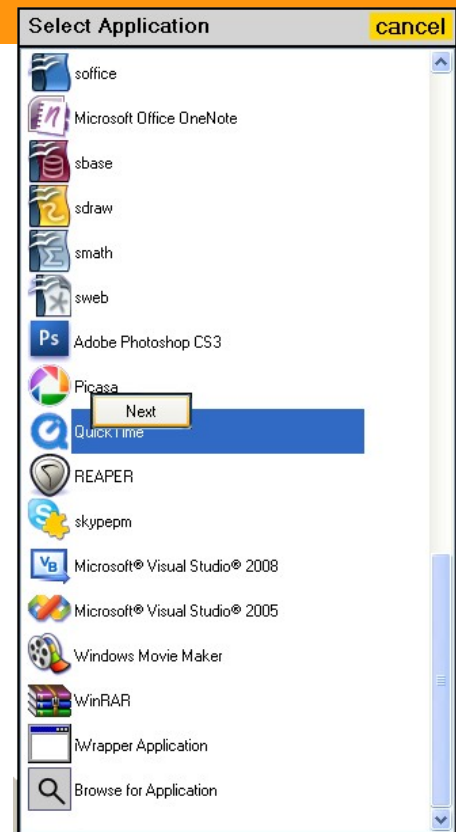 Select Application cancel
soffice
Microsoft Office OneNote
sbase
sdraw
smath
sweb
Ps Adobe Photoshop CS3
Picasa
Next
QuickTime
REAPER
skypepm
VB Microsoft® Visual Studio® 2008
Microsoft® Visual Studio® 2005
Windows Movie Maker
WinRAR
iWrapper Application
Browse for Application